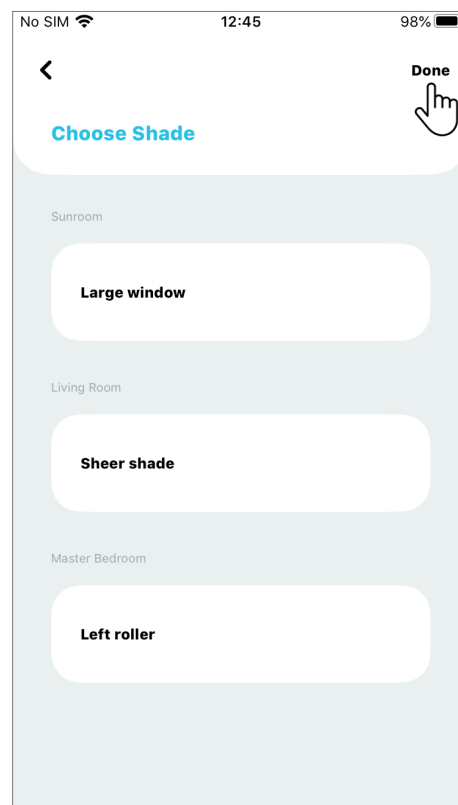 No SIM 12:45 98%
Done
Choose Shade
Sunroom
Large window
Living Room
Sheer shade
Master Bedroom
Left roller